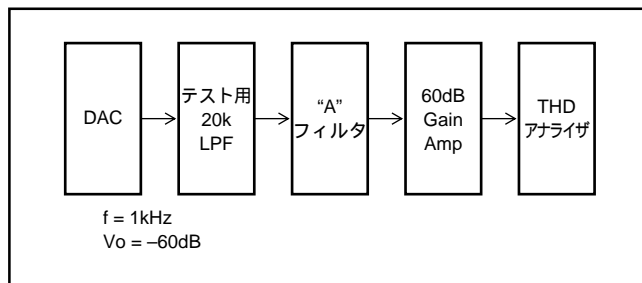 DAC
テスト用
20k
LPF
“A”
フィルタ
60dB
Gain
Amp
THD
アナライザ
f = 1kHz
Vo = –60dB